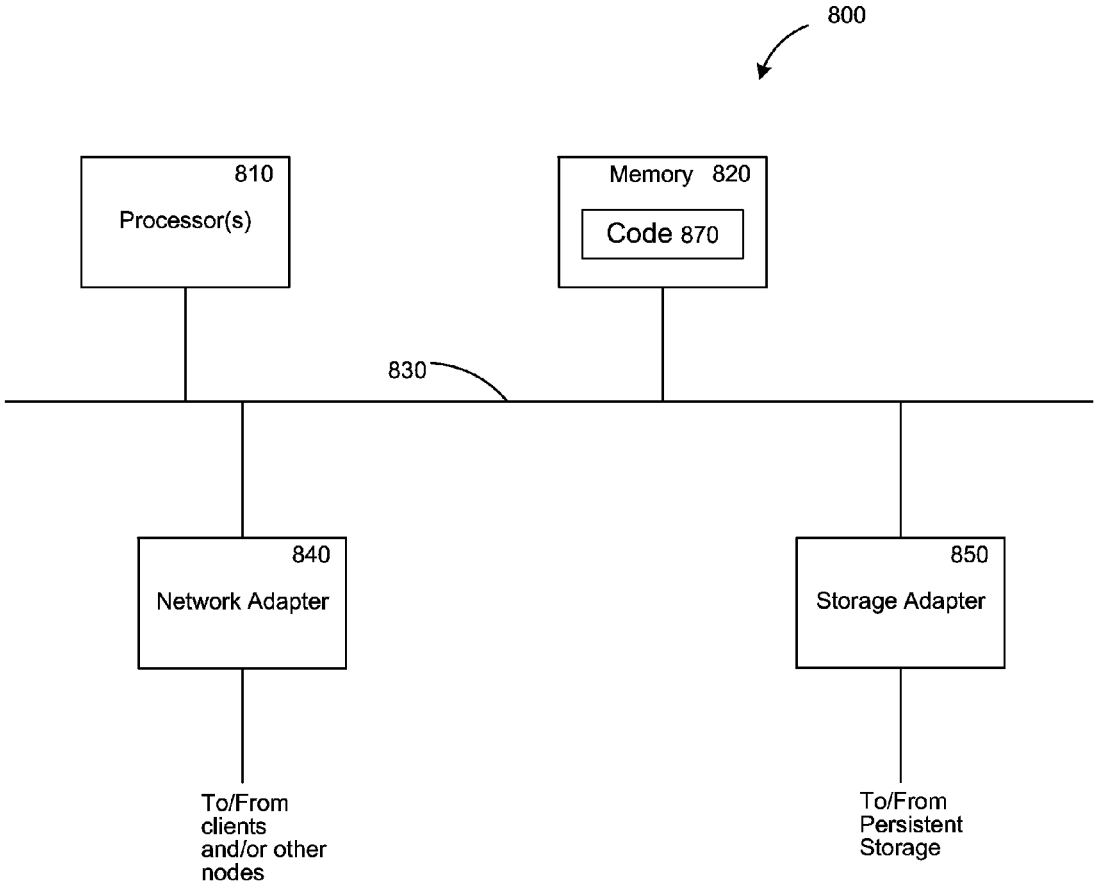 800
810
Processor(s)
Memory 820
Code 870
830
840
Network Adapter
850
Storage Adapter
To/From
clients
and/or other
nodes
To/From
Persistent
Storage